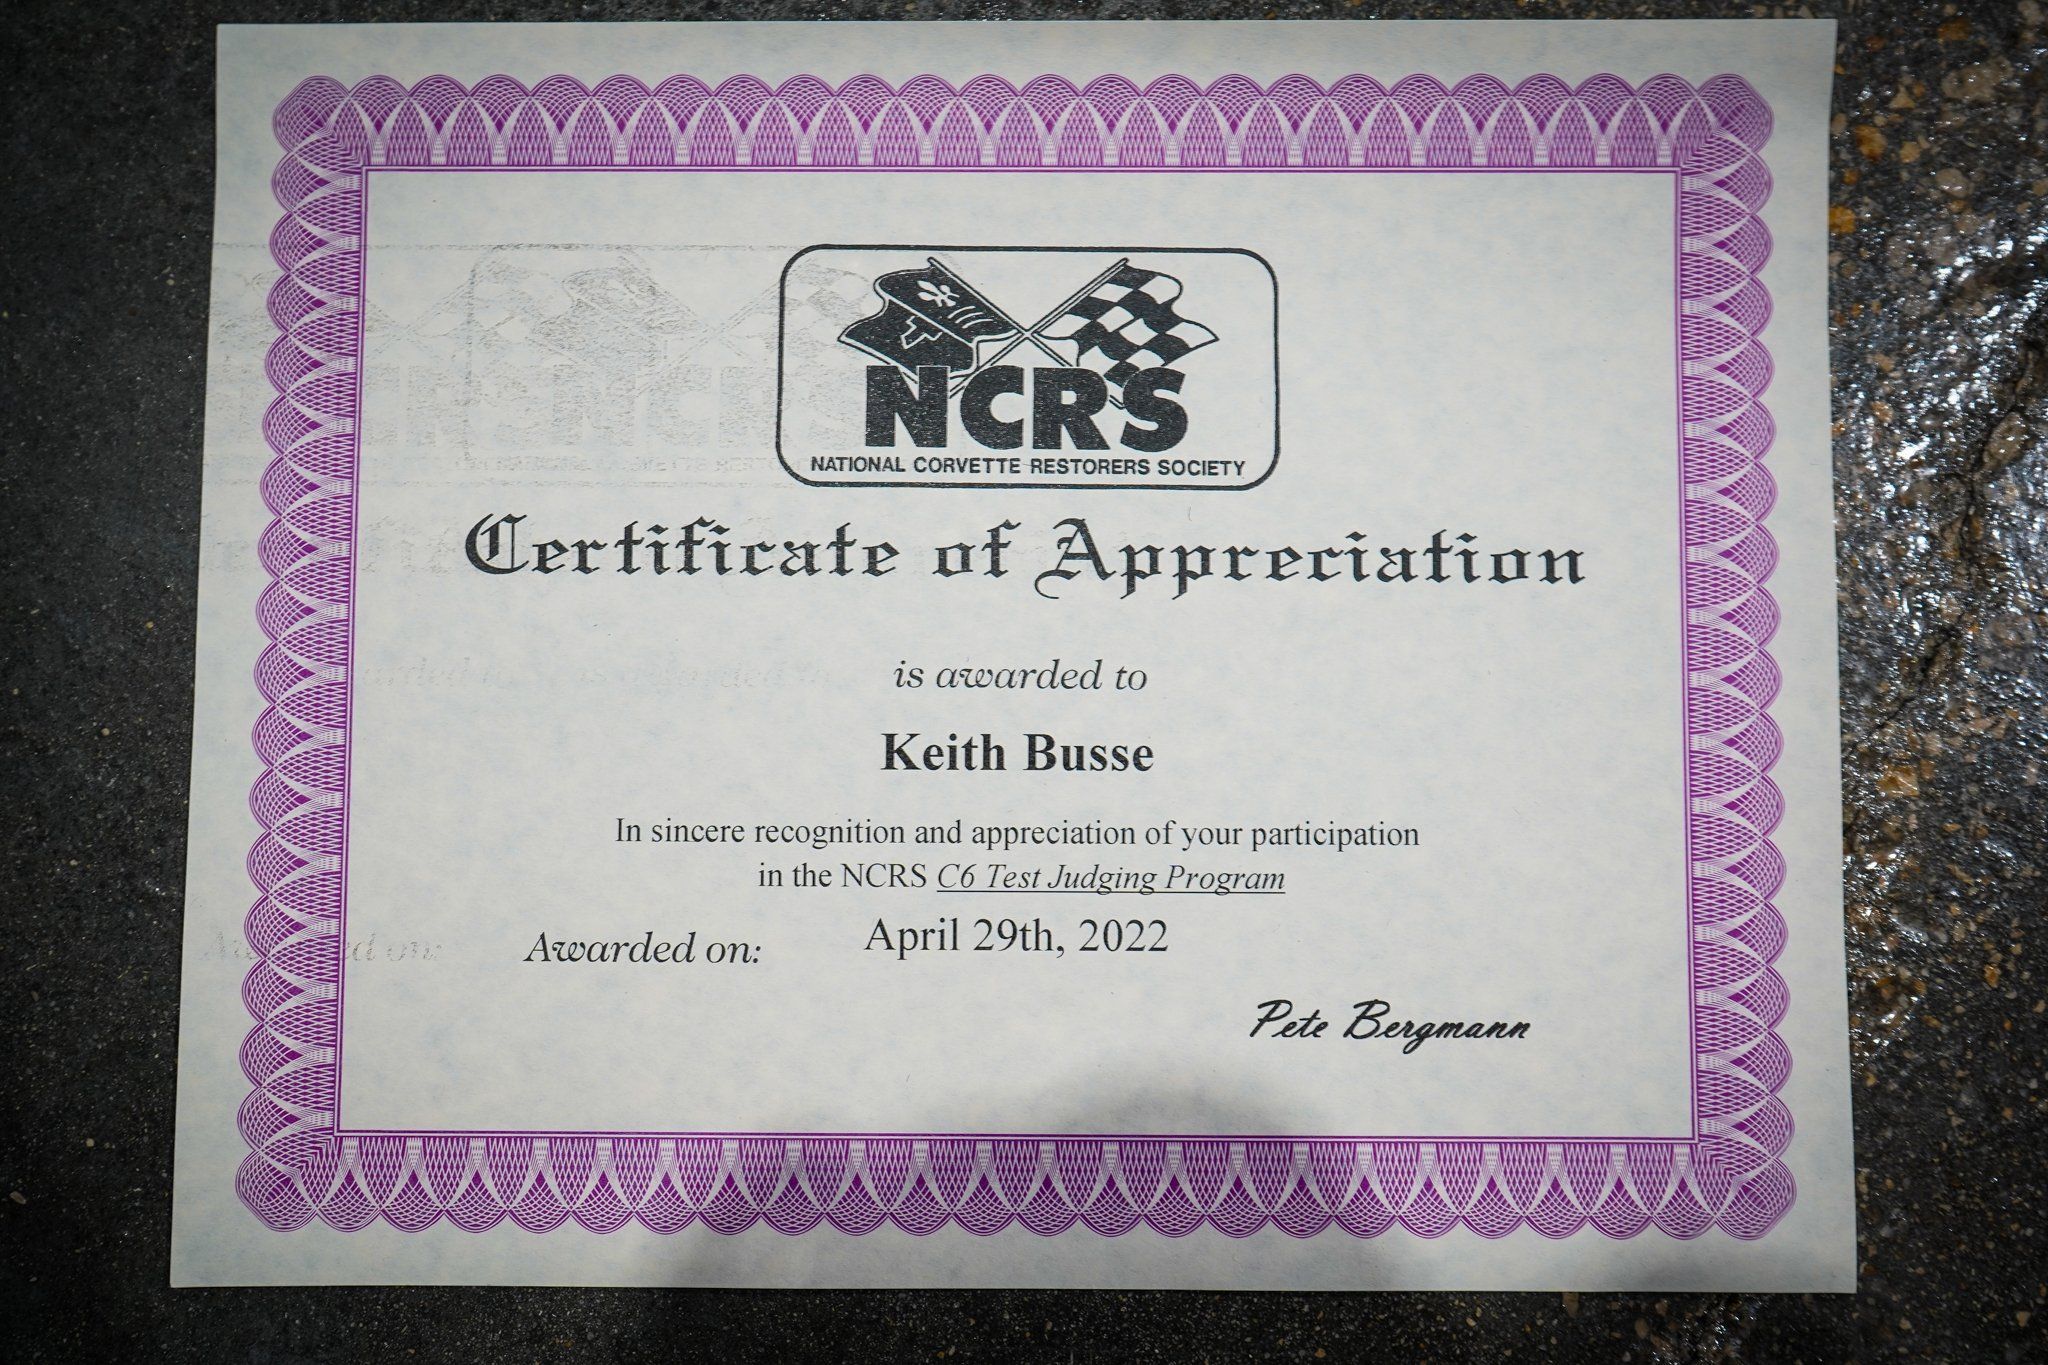 NCRS
NATIONAL CORVETTE RESTORERS SOCIETY
Certificate of Appreciation
is awarded to
Keith Busse
In sincere recognition and appreciation of your participation
in the NCRS C6 Test Judging Program
Awarded on: April 29th, 2022
Pete Bergmann